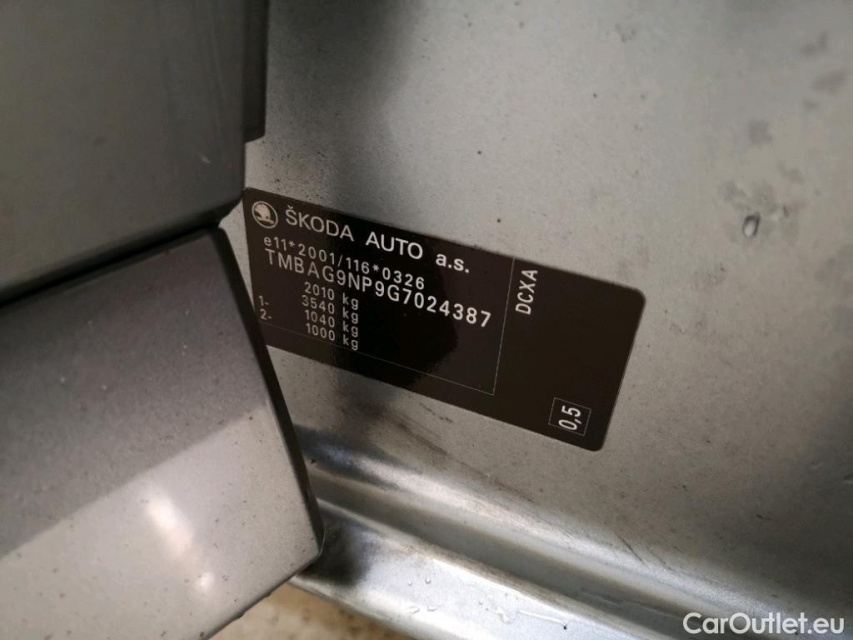 ŠKODA AUTO a.s.
e11*2001/116*0326
TMBAG9NP9G7024387
2010 kg
3540 kg
1- 1040 kg
2- 1000 kg
DCXA
0,5
CarOutlet.eu